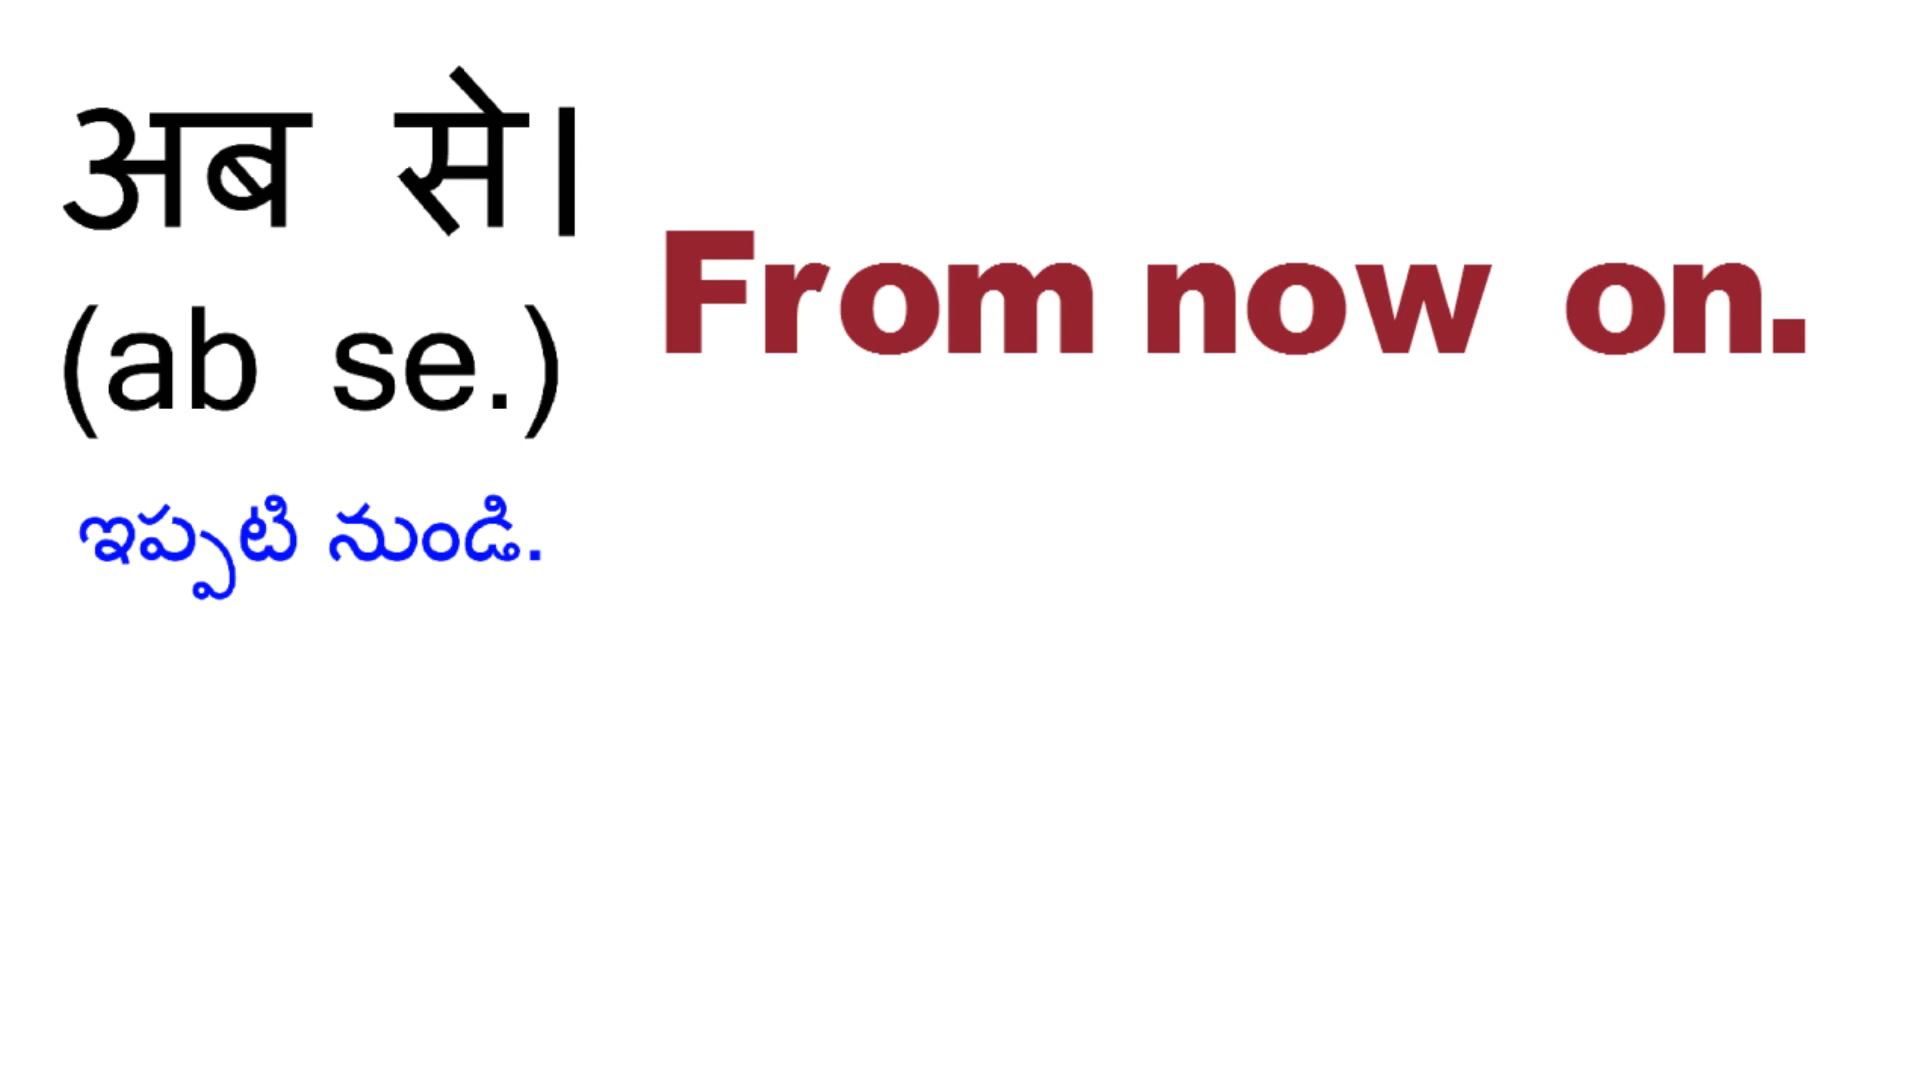 अब से।
(ab se.)
ఇప్పటి నుండి.
From now on.